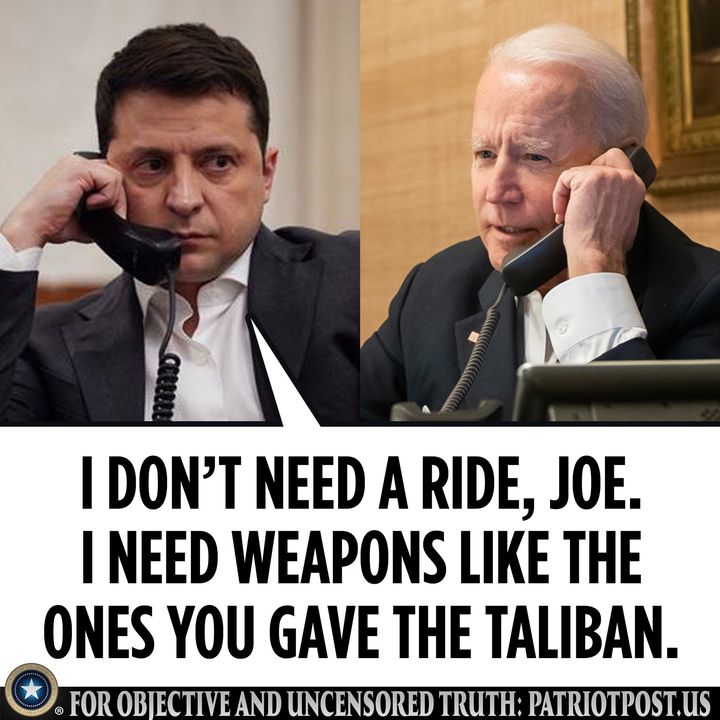 I DON'T NEED A RIDE, JOE.
I NEED WEAPONS LIKE THE
ONES YOU GAVE THE TALIBAN.
® FOR OBJECTIVE AND UNCENSORED TRUTH: PATRIOTPOST.US